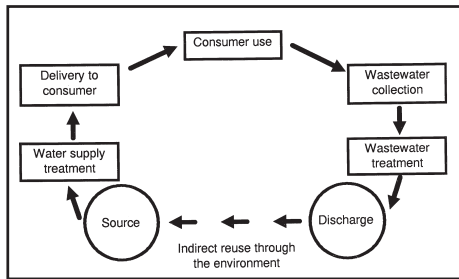 Consumer use
Delivery to
consumer
Wastewater
collection
Water supply
treatment
Wastewater
treatment
Source
Discharge
Indirect reuse through
the environment